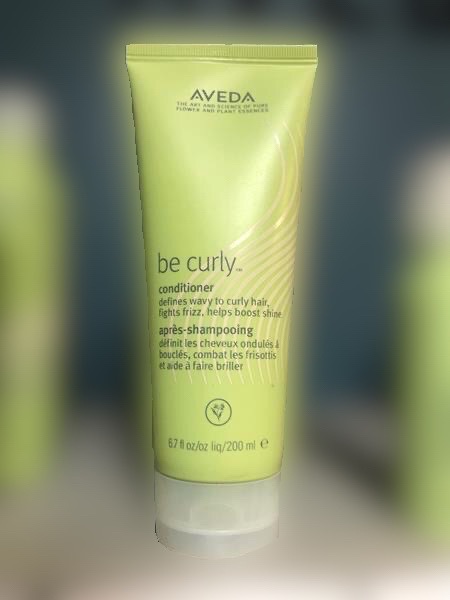 AVEDA
THE ART AND SCIENCE OF PURE
FLOWER AND PLANT ESSENCES
be curly™
conditioner
defines wavy to curly hair,
fights frizz, helps boost shine
après-shampooing
définit les cheveux ondulés à
bouclés, combat les frisottis
et aide à faire briller
6.7 fl oz/oz liq/200 ml ℮